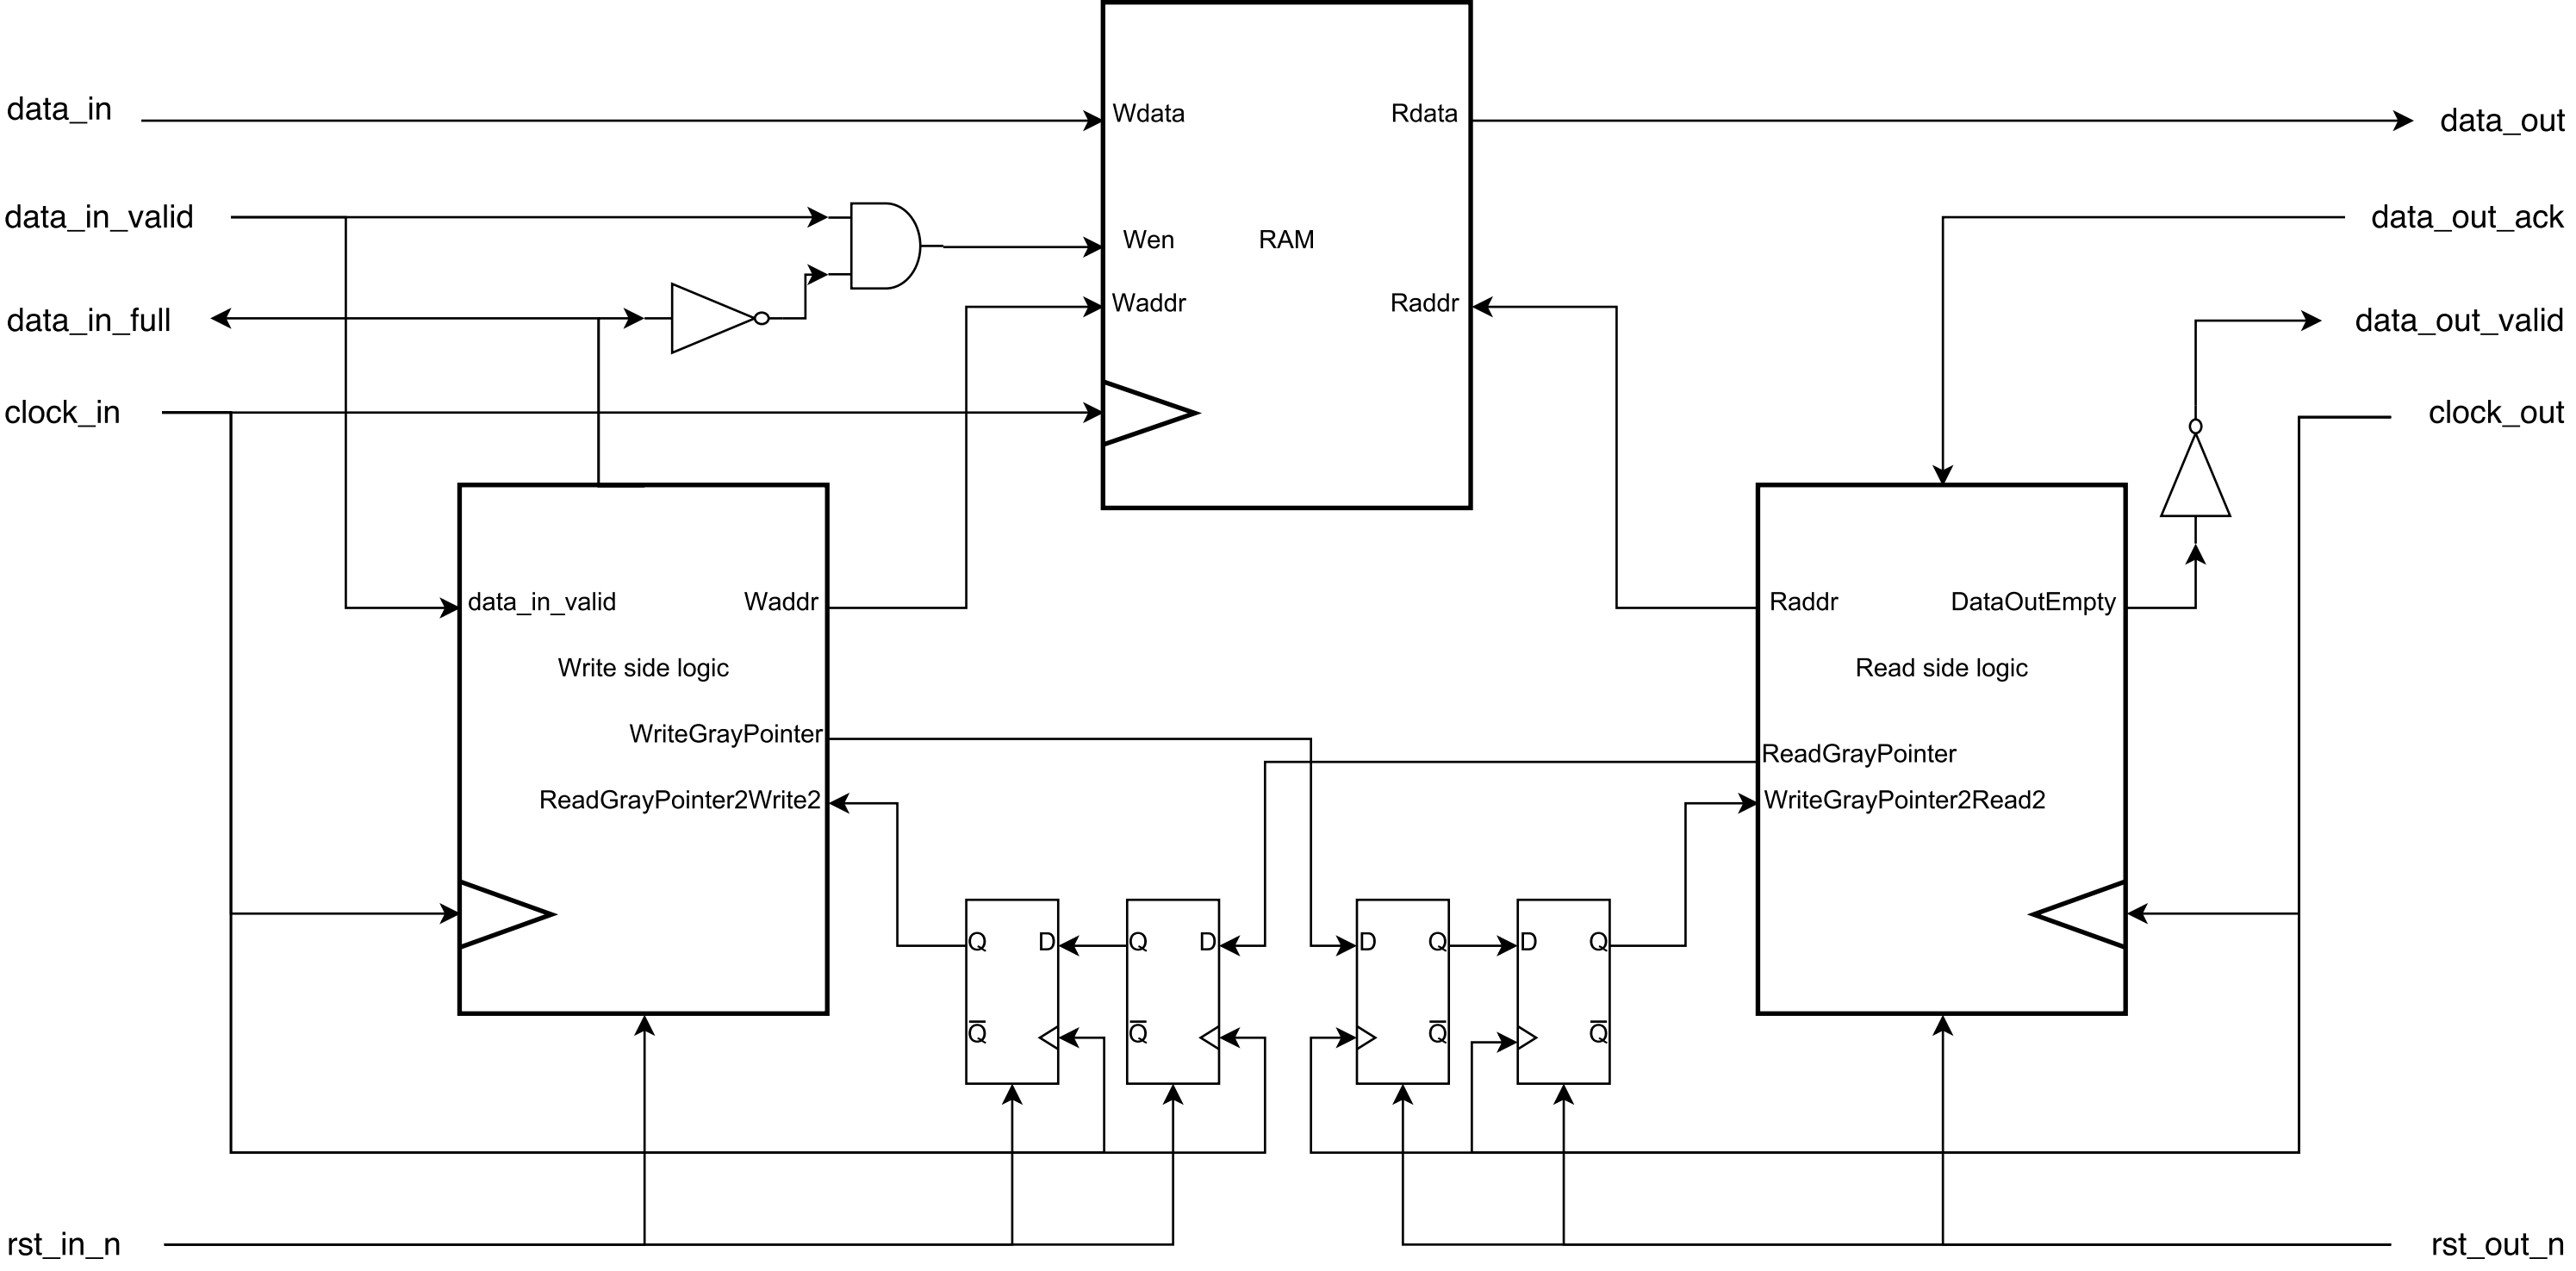 data_in
Wdata
Rdata
data_out
data_in_valid
Wen
RAM
data_out_ack
data_in_full
Waddr
Raddr
data_out_valid
clock_in
clock_out
data_in_valid
Waddr
Write side logic
WriteGrayPointer
ReadGrayPointer2Write2
Raddr
DataOutEmpty
Read side logic
ReadGrayPointer
WriteGrayPointer2Read2
Q
D
Q
D
D
Q
D
Q
Q̅
Q̅
Q̅
Q̅
rst_in_n
rst_out_n